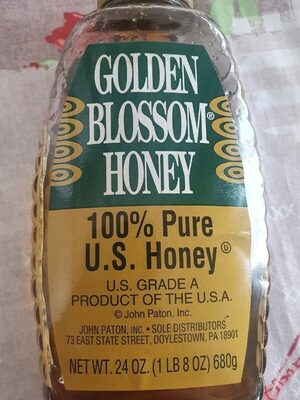 GOLDEN
BLOSSOM®
HONEY
100% Pure
U.S. Honey Ⓤ
U.S. GRADE A
PRODUCT OF THE U.S.A.
© John Paton, Inc.
JOHN PATON, INC. • SOLE DISTRIBUTORS
73 EAST STATE STREET, DOYLESTOWN, PA 18901
NET WT. 24 OZ. (1 LB 8 OZ) 680g